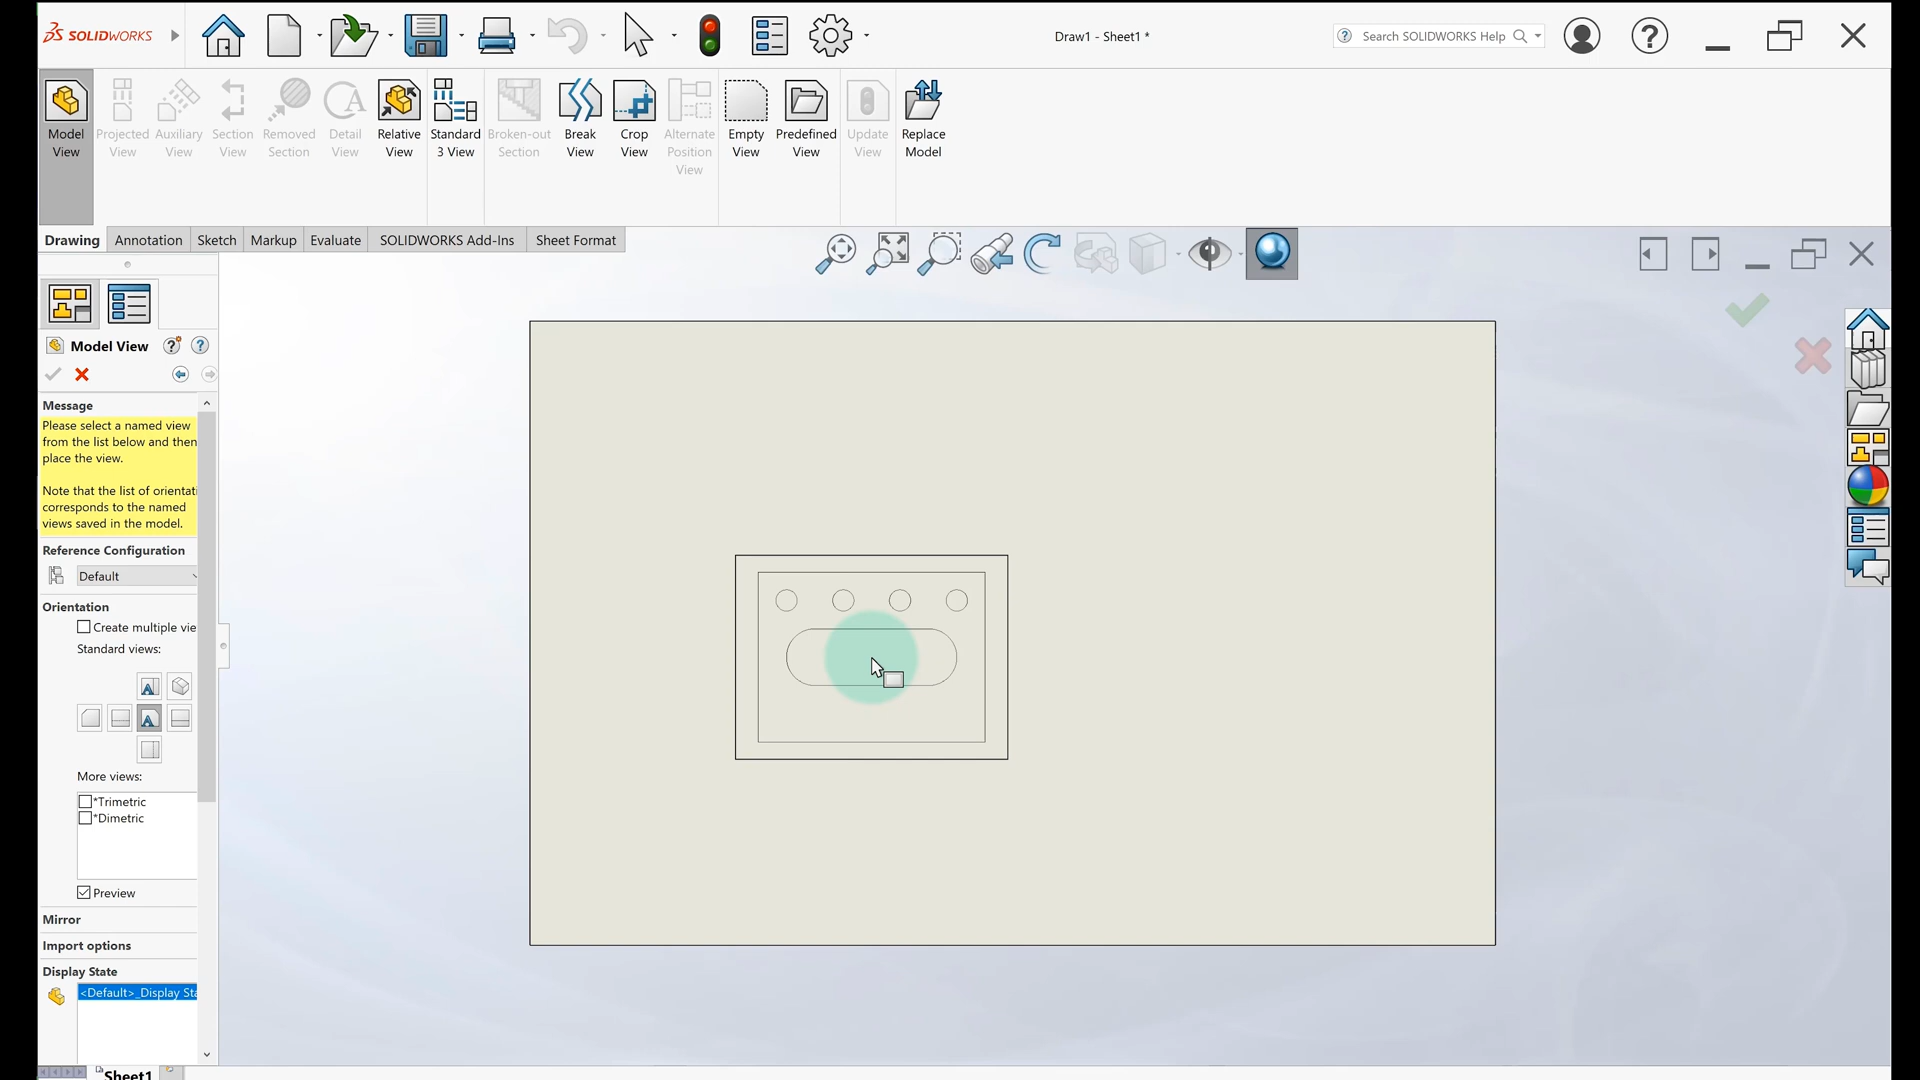 SOLIDWORKS
Draw1 - Sheet1 *
Search SOLIDWORKS Help
Model View
Projected View
Auxiliary View
Section View
Removed Section
Detail View
Relative View
Standard 3 View
Broken-out Section
Break View
Crop View
Alternate Position View
Empty View
Predefined View
Update View
Replace Model
Drawing
Annotation
Sketch
Markup
Evaluate
SOLIDWORKS Add-Ins
Sheet Format
Model View
Message
Please select a named view
from the list below and then
place the view.
Note that the list of orientati
corresponds to the named
views saved in the model.
Reference Configuration
Default
Orientation
Create multiple vie
Standard views:
More views:
*Trimetric
*Dimetric
Preview
Mirror
Import options
Display State
<Default>_Display Sta
Sheet1